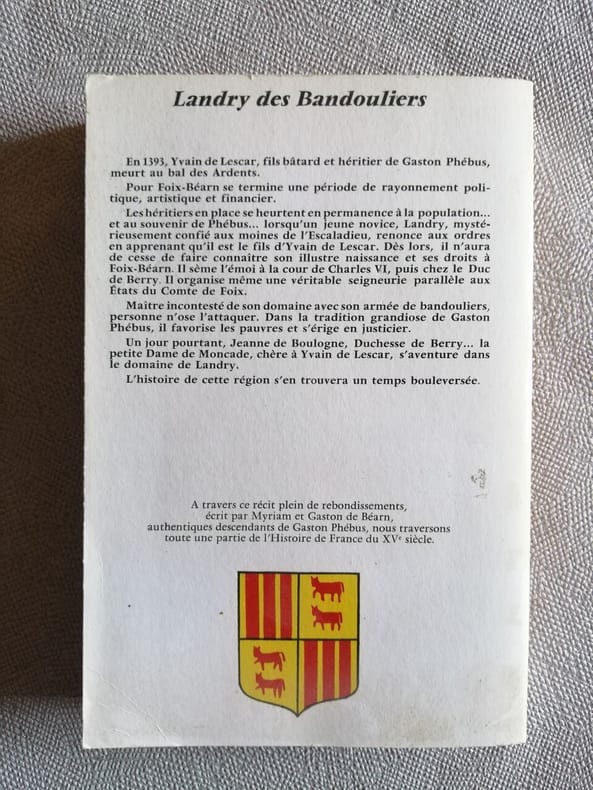 Landry des Bandouliers
En 1393, Yvain de Lescar, fils bâtard et héritier de Gaston Phébus,
meurt au bal des Ardents.
Pour Foix-Béarn se termine une période de rayonnement poli-
tique, artistique et financier.
Les héritiers en place se heurtent en permanence à la population...
et au souvenir de Phébus... lorsqu'un jeune novice, Landry, mysté-
rieusement confié aux moines de l'Escaladieu, renonce aux ordres
en apprenant qu'il est le fils d'Yvain de Lescar. Dès lors, il n'aura
de cesse de faire connaître son illustre naissance et ses droits à
Foix-Béarn. Il sème l'émoi à la cour de Charles VI, puis chez le Duc
de Berry. Il organise même une véritable seigneurie parallèle aux
États du Comte de Foix.
Maître incontesté de son domaine avec son armée de bandouliers,
personne n'ose l'attaquer. Dans la tradition grandiose de Gaston
Phébus, il favorise les pauvres et s'érige en justicier.
Un jour pourtant, Jeanne de Boulogne, Duchesse de Berry... la
petite Dame de Moncade, chère à Yvain de Lescar, s'aventure dans
le domaine de Landry.
L'histoire de cette région s'en trouvera un temps bouleversée.
A travers ce récit plein de rebondissements,
écrit par Myriam et Gaston de Béarn,
authentiques descendants de Gaston Phébus, nous traversons
toute une partie de l'Histoire de France du XVe siècle.